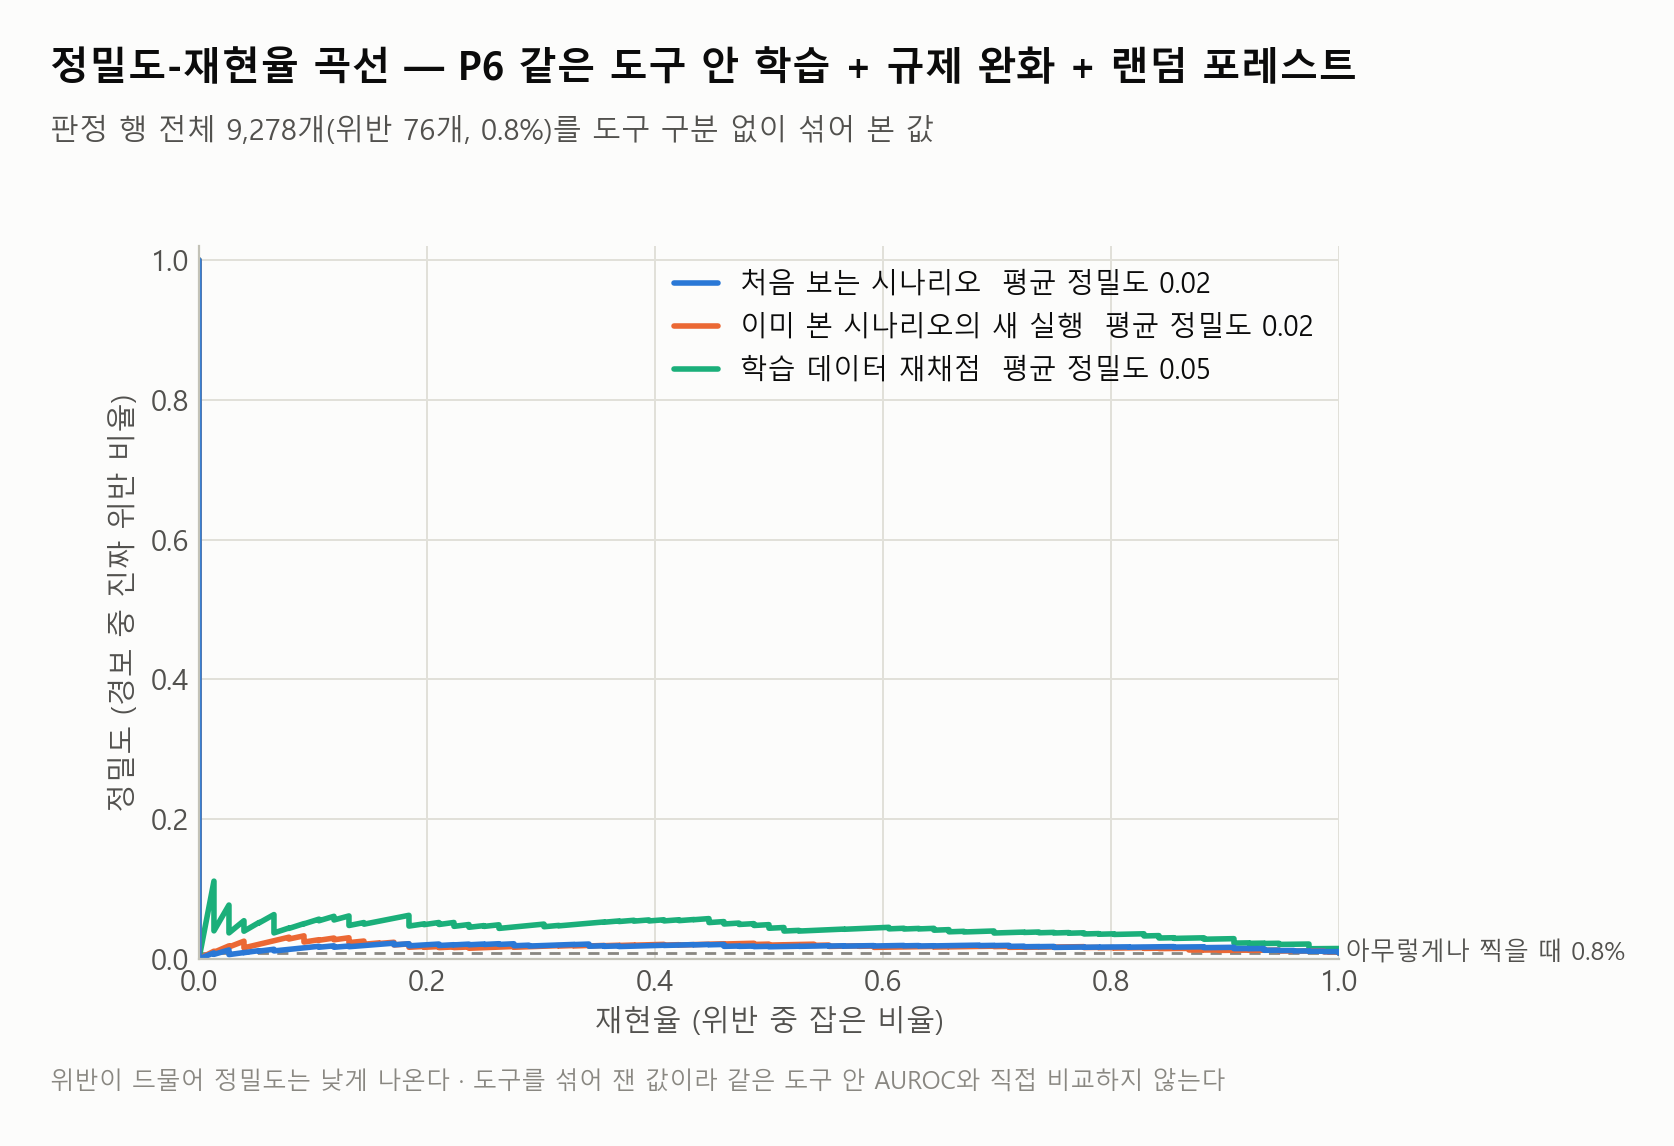 정밀도-재현율 곡선 — P6 같은 도구 안 학습 + 규제 완화 + 랜덤 포레스트
판정 행 전체 9,278개(위반 76개, 0.8%)를 도구 구분 없이 섞어 본 값
처음 보는 시나리오 평균 정밀도 0.02
이미 본 시나리오의 새 실행 평균 정밀도 0.02
학습 데이터 재채점 평균 정밀도 0.05
정밀도 (경보 중 진짜 위반 비율)
1.0
0.8
0.6
0.4
0.2
0.0
아무렇게나 찍을 때 0.8%
0.0 0.2 0.4 0.6 0.8 1.0
재현율 (위반 중 잡은 비율)
위반이 드물어 정밀도는 낮게 나온다 · 도구를 섞어 잰 값이라 같은 도구 안 AUROC와 직접 비교하지 않는다